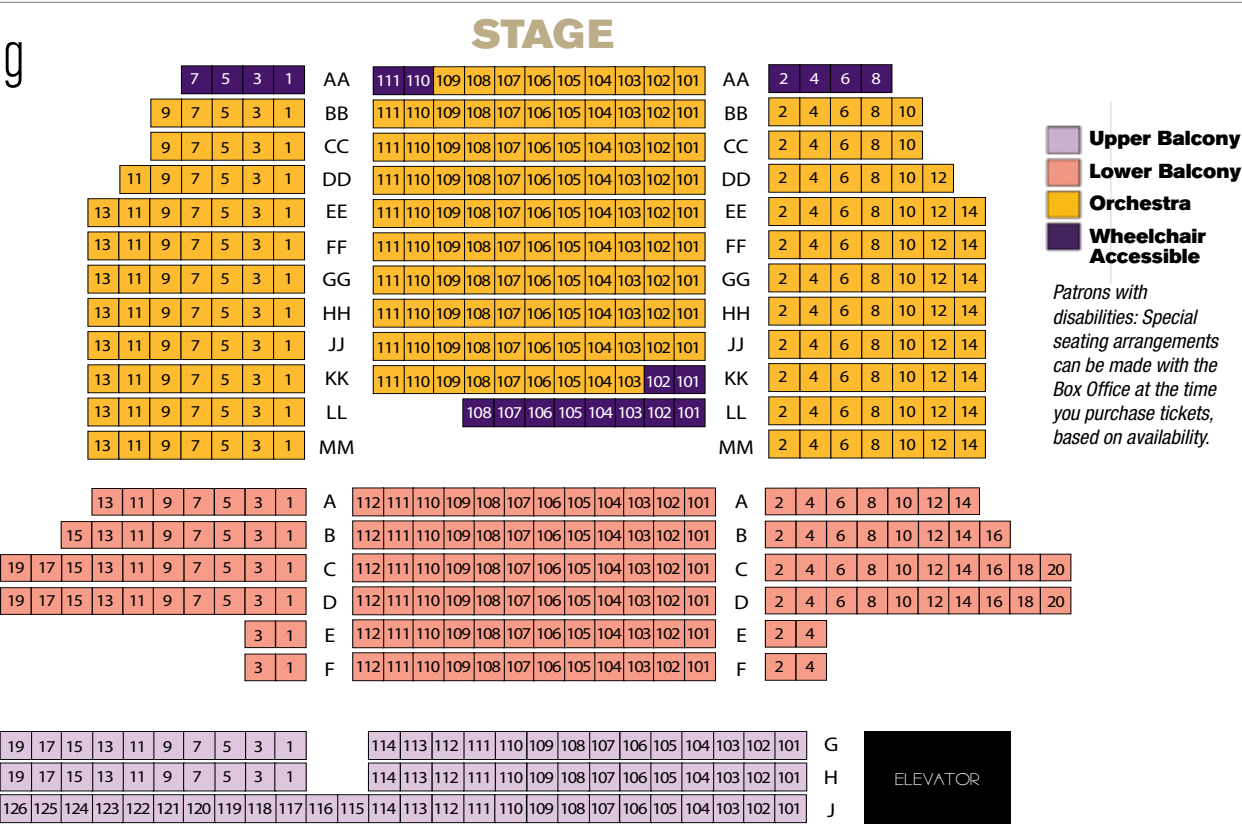 g
STAGE
7 5 3 1 AA 111 110 109 108 107 106 105 104 103 102 101 AA 2 4 6 8
9 7 5 3 1 BB 111 110 109 108 107 106 105 104 103 102 101 BB 2 4 6 8 10
9 7 5 3 1 CC 111 110 109 108 107 106 105 104 103 102 101 CC 2 4 6 8 10
11 9 7 5 3 1 DD 111 110 109 108 107 106 105 104 103 102 101 DD 2 4 6 8 10 12
13 11 9 7 5 3 1 EE 111 110 109 108 107 106 105 104 103 102 101 EE 2 4 6 8 10 12 14
13 11 9 7 5 3 1 FF 111 110 109 108 107 106 105 104 103 102 101 FF 2 4 6 8 10 12 14
13 11 9 7 5 3 1 GG 111 110 109 108 107 106 105 104 103 102 101 GG 2 4 6 8 10 12 14
13 11 9 7 5 3 1 HH 111 110 109 108 107 106 105 104 103 102 101 HH 2 4 6 8 10 12 14
13 11 9 7 5 3 1 JJ 111 110 109 108 107 106 105 104 103 102 101 JJ 2 4 6 8 10 12 14
13 11 9 7 5 3 1 KK 111 110 109 108 107 106 105 104 103 102 101 KK 2 4 6 8 10 12 14
13 11 9 7 5 3 1 LL 108 107 106 105 104 103 102 101 LL 2 4 6 8 10 12 14
13 11 9 7 5 3 1 MM MM 2 4 6 8 10 12 14
Upper Balcony
Lower Balcony
Orchestra
Wheelchair
Accessible
Patrons with
disabilities: Special
seating arrangements
can be made with the
Box Office at the time
you purchase tickets,
based on availability.
13 11 9 7 5 3 1 A 112 111 110 109 108 107 106 105 104 103 102 101 A 2 4 6 8 10 12 14
15 13 11 9 7 5 3 1 B 112 111 110 109 108 107 106 105 104 103 102 101 B 2 4 6 8 10 12 14 16
19 17 15 13 11 9 7 5 3 1 C 112 111 110 109 108 107 106 105 104 103 102 101 C 2 4 6 8 10 12 14 16 18 20
19 17 15 13 11 9 7 5 3 1 D 112 111 110 109 108 107 106 105 104 103 102 101 D 2 4 6 8 10 12 14 16 18 20
3 1 E 112 111 110 109 108 107 106 105 104 103 102 101 E 2 4
3 1 F 112 111 110 109 108 107 106 105 104 103 102 101 F 2 4
19 17 15 13 11 9 7 5 3 1 114 113 112 111 110 109 108 107 106 105 104 103 102 101 G
19 17 15 13 11 9 7 5 3 1 114 113 112 111 110 109 108 107 106 105 104 103 102 101 H
126 125 124 123 122 121 120 119 118 117 116 115 114 113 112 111 110 109 108 107 106 105 104 103 102 101 J
ELEVATOR